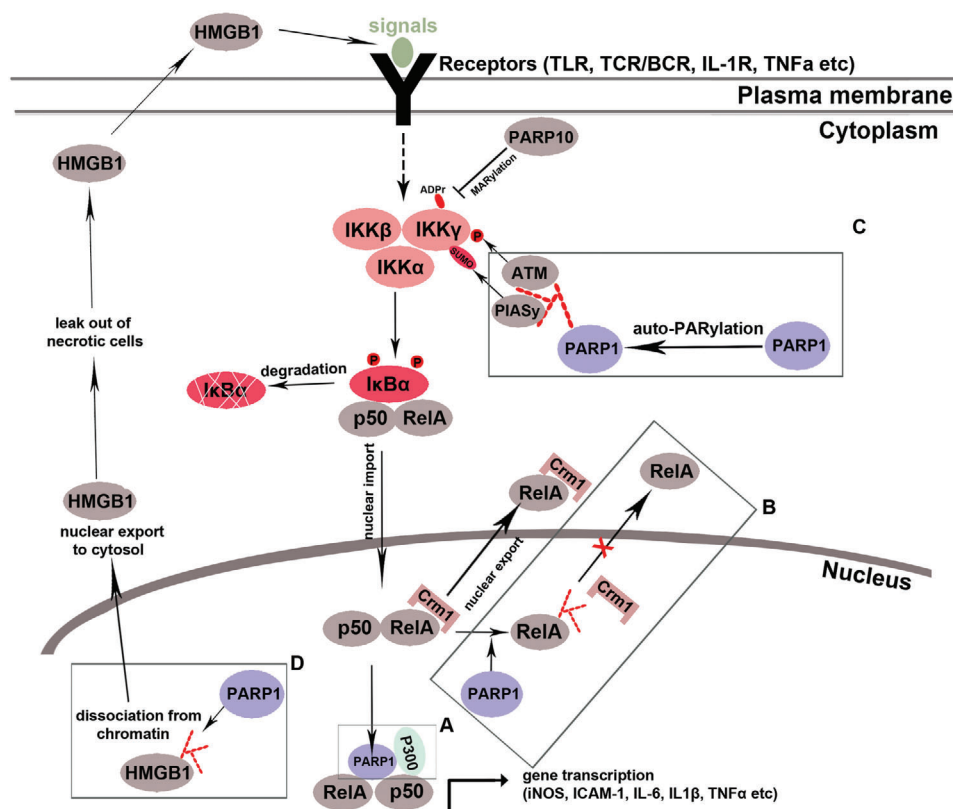 signals
HMGB1
Receptors (TLR, TCR/BCR, IL-1R, TNFa etc)
Plasma membrane
Cytoplasm
PARP10
MARylation
HMGB1
ADPr
IKKβ
IKKγ
P
SUMO
IKKα
C
ATM
PIASy
PARP1
auto-PARylation
PARP1
leak out of
necrotic cells
P
P
degradation
IκBα
IκBα
p50
RelA
nuclear import
Crm1
RelA
RelA
B
HMGB1
nuclear export
to cytosol
nuclear export
Nucleus
Crm1
Crm1
p50
RelA
RelA
PARP1
D
PARP1
dissociation from
chromatin
HMGB1
A
P300
PARP1
RelA
p50
gene transcription
(iNOS, ICAM-1, IL-6, IL1β, TNFα etc)